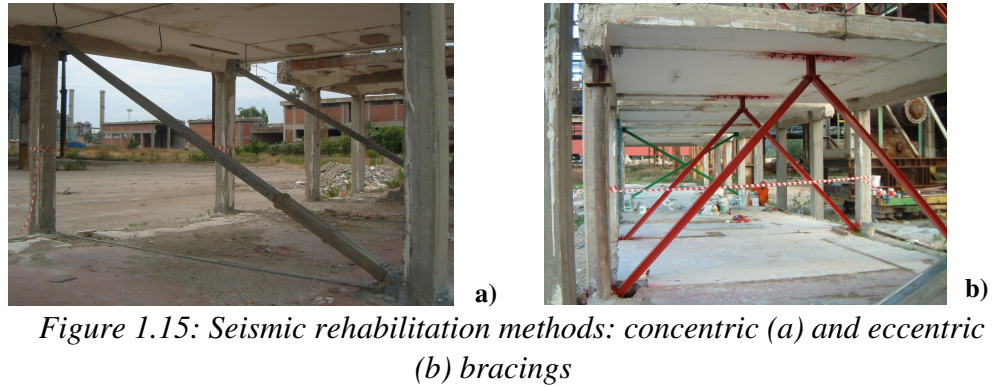 a)
b)
Figure 1.15: Seismic rehabilitation methods: concentric (a) and eccentric
(b) bracings